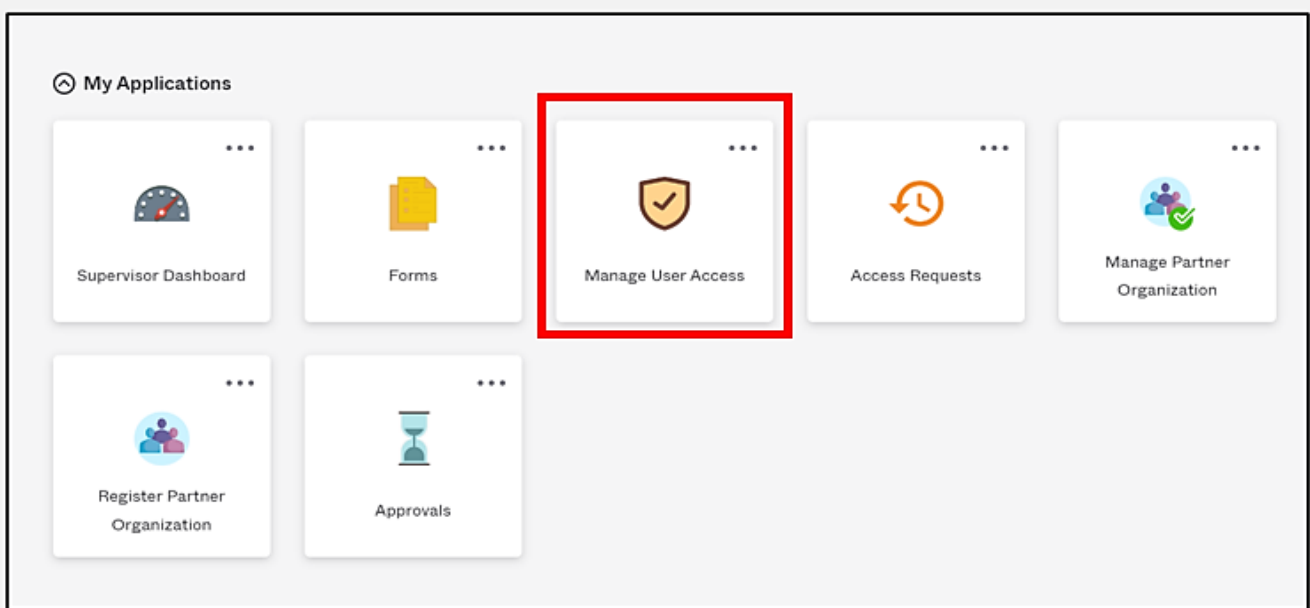 My Applications
Supervisor Dashboard
Forms
Manage User Access
Access Requests
Manage Partner
Organization
Register Partner
Organization
Approvals